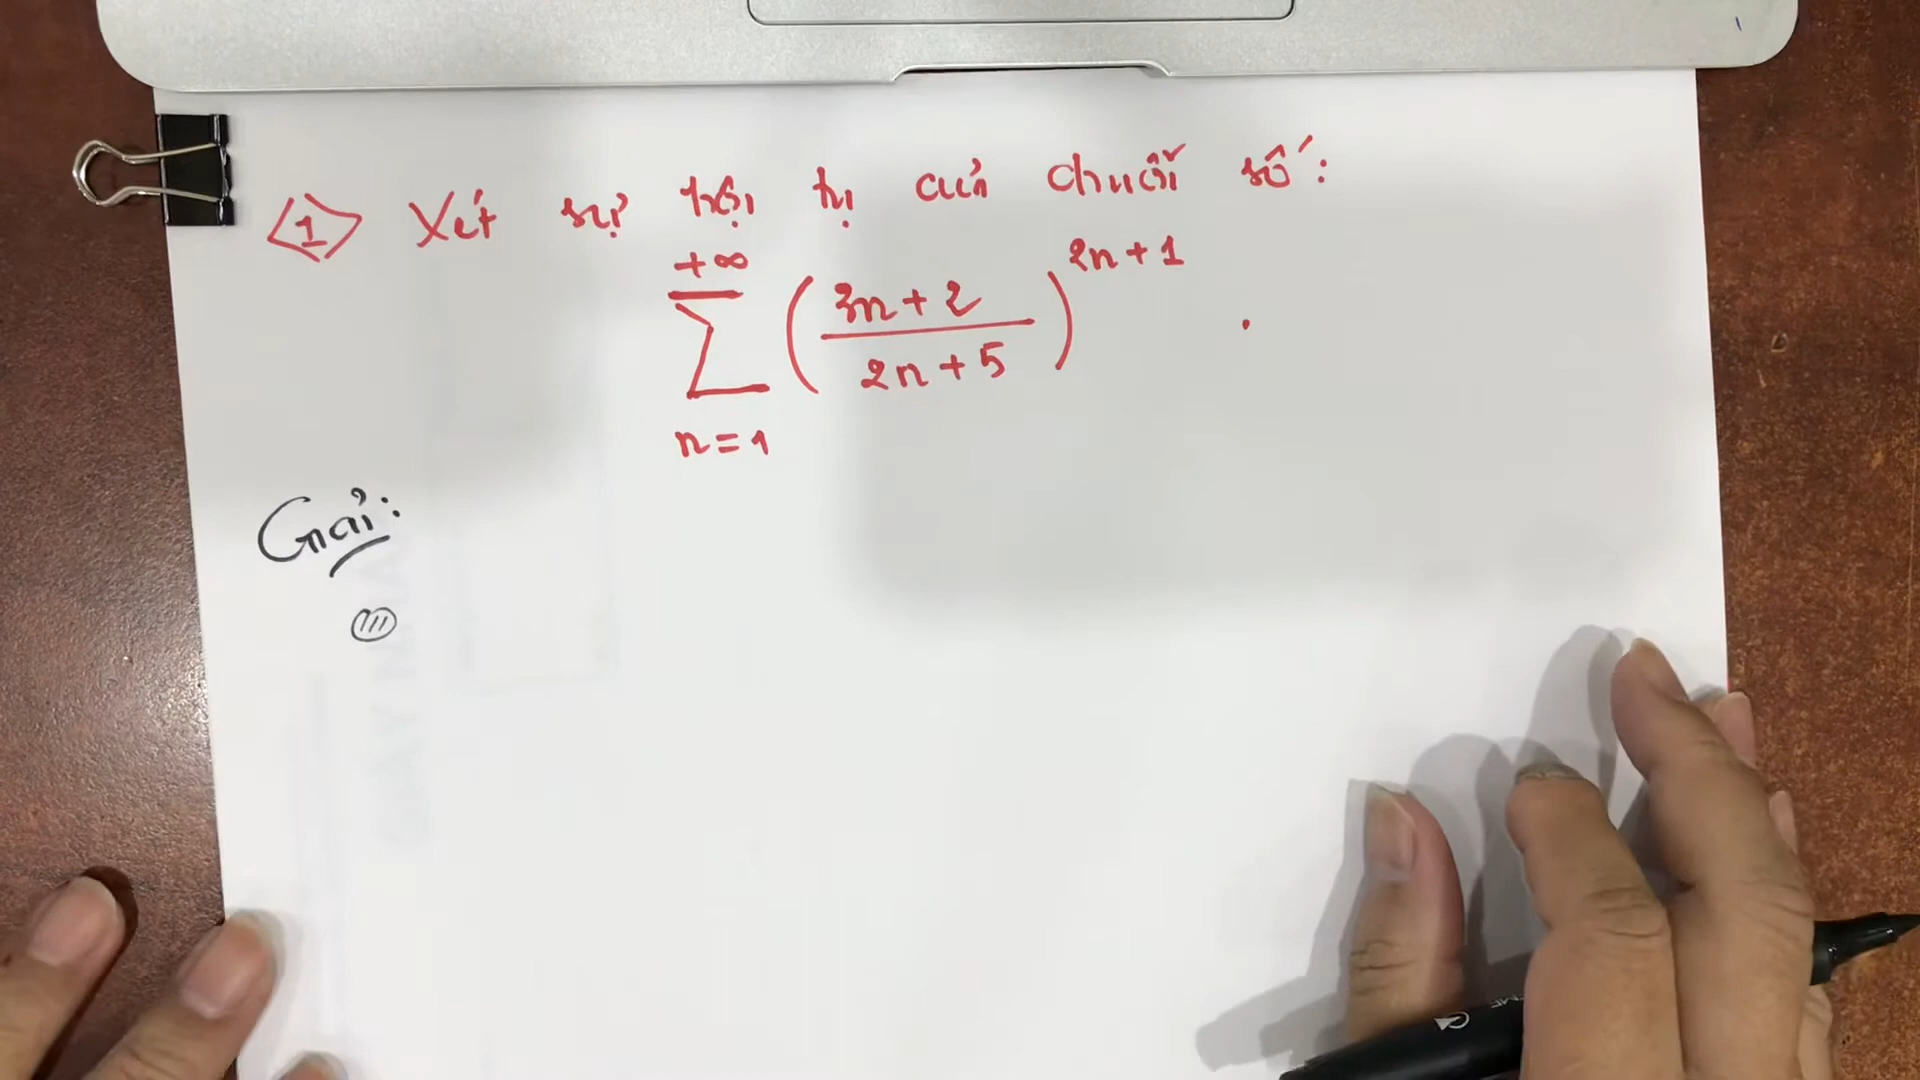 1 Xét sự hội tụ của chuỗi số:
+∞
∑ (3n+2 / 2n+5)^2n+1 .
n=1
Giải: